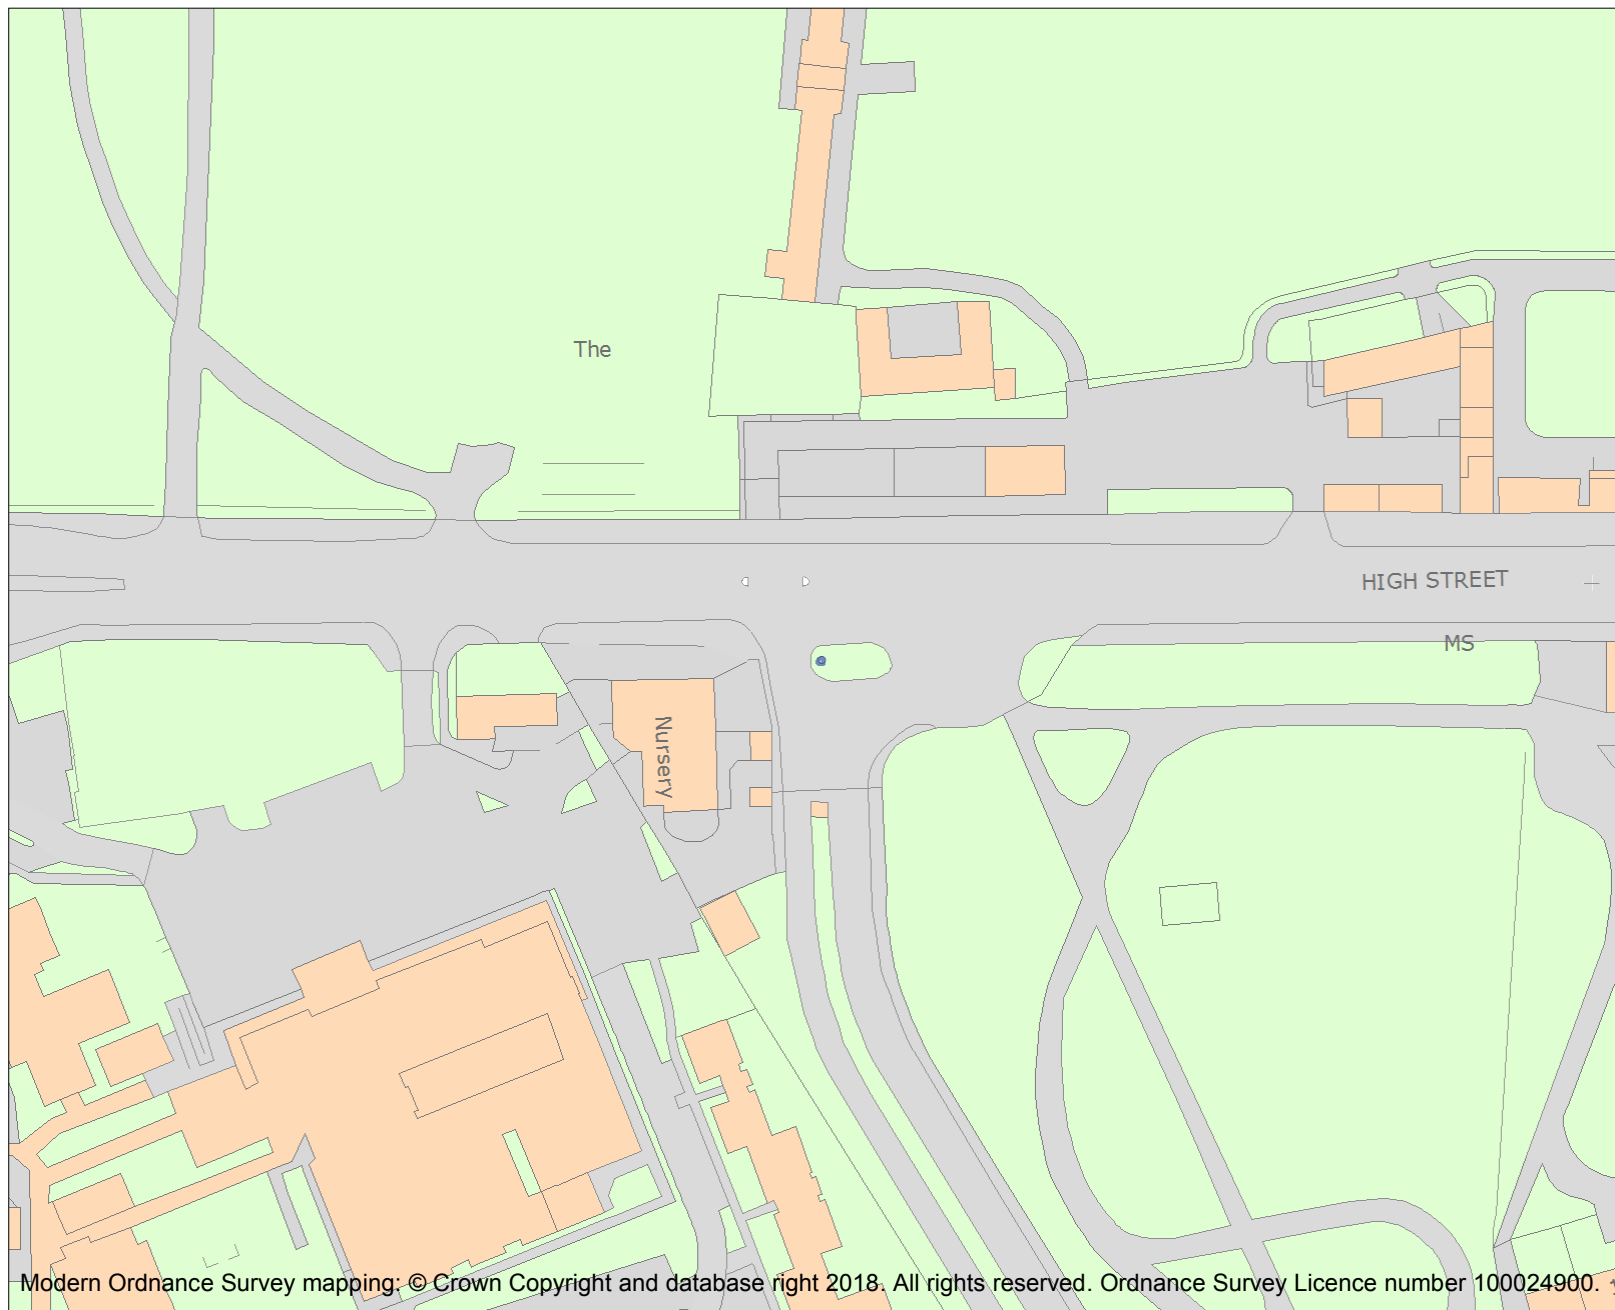 The
HIGH STREET
MS
Nursery
Modern Ordnance Survey mapping: © Crown Copyright and database right 2018. All rights reserved. Ordnance Survey Licence number 100024900.